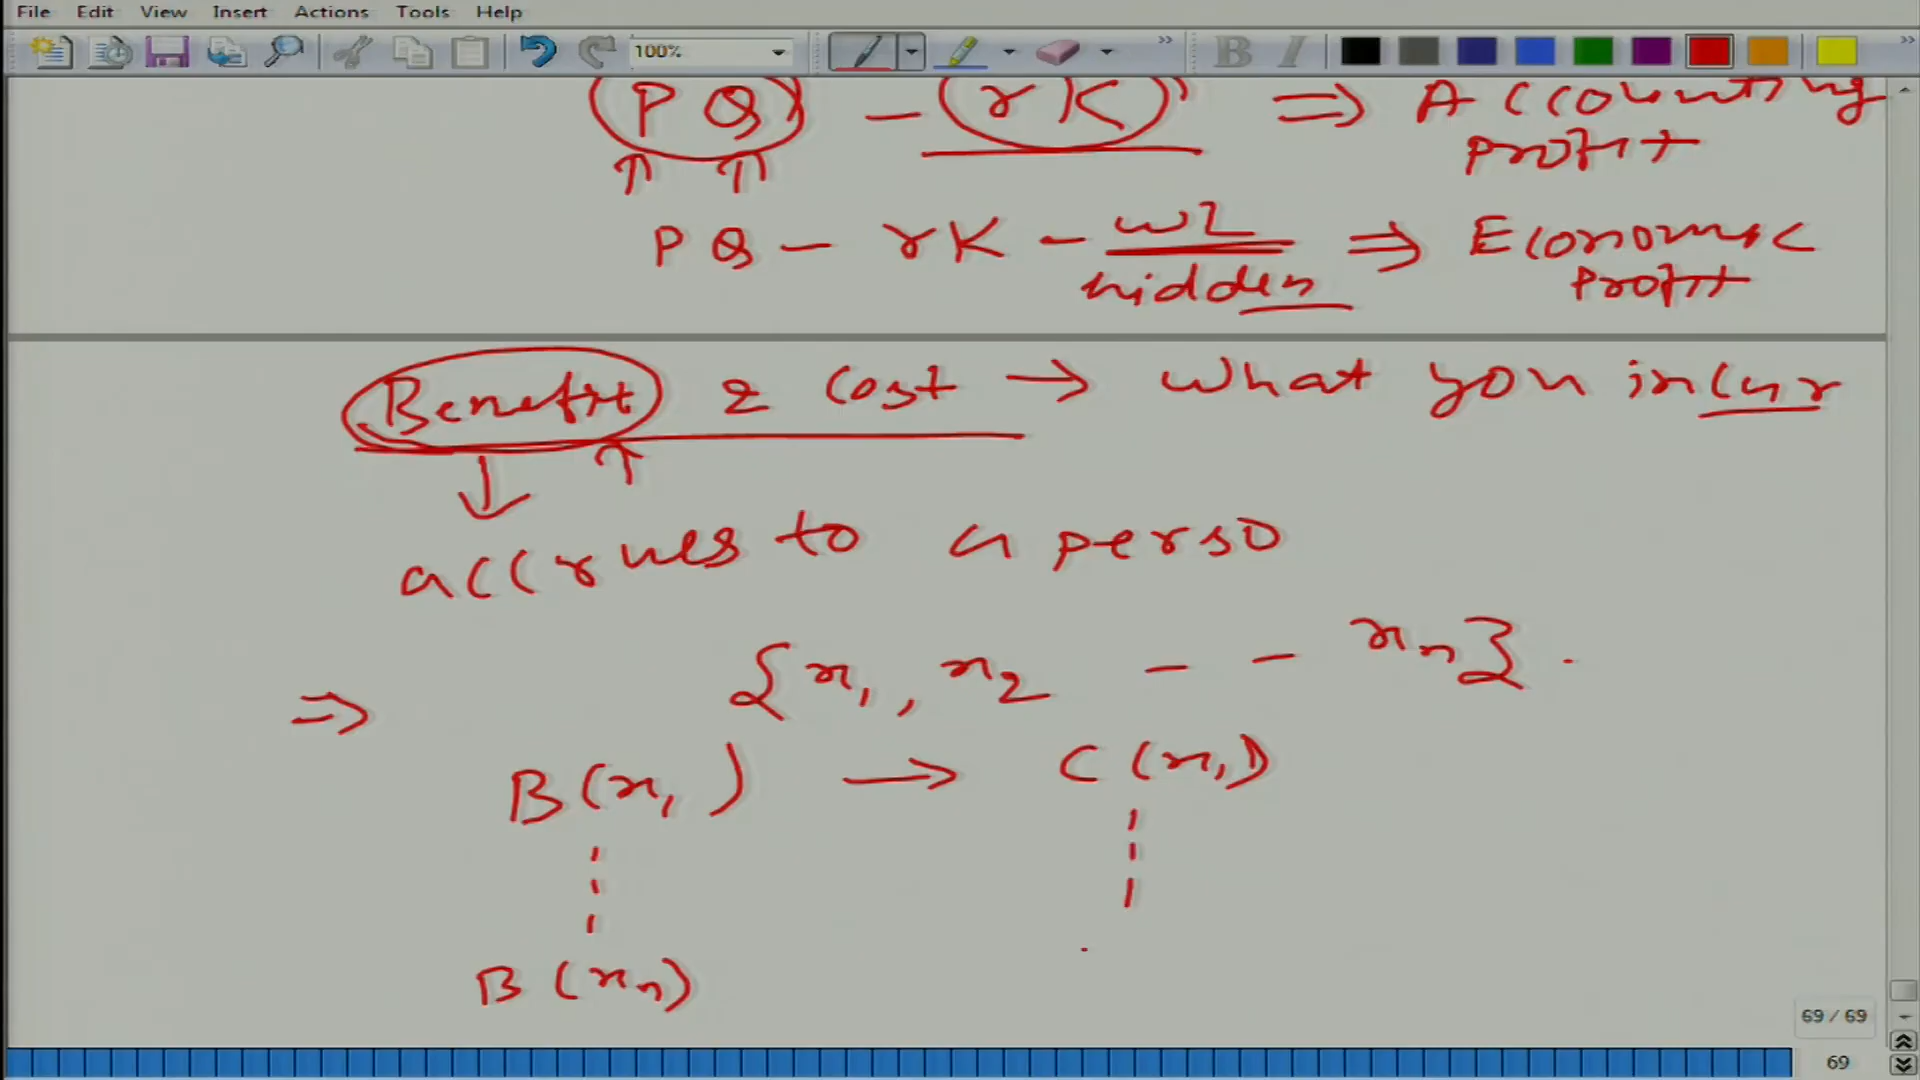 File Edit View Insert Actions Tools Help
100% B I
PQ - (rK) ⇒ Accounting
Profit
PQ - rK - wL ⇒ Economic
hidden Profit
Benefit & cost → what you incur
accrues to a perso
⇒ {x1, x2 - - xn}.
B(x1) → C(x1)
B(xn)
69 / 69
69